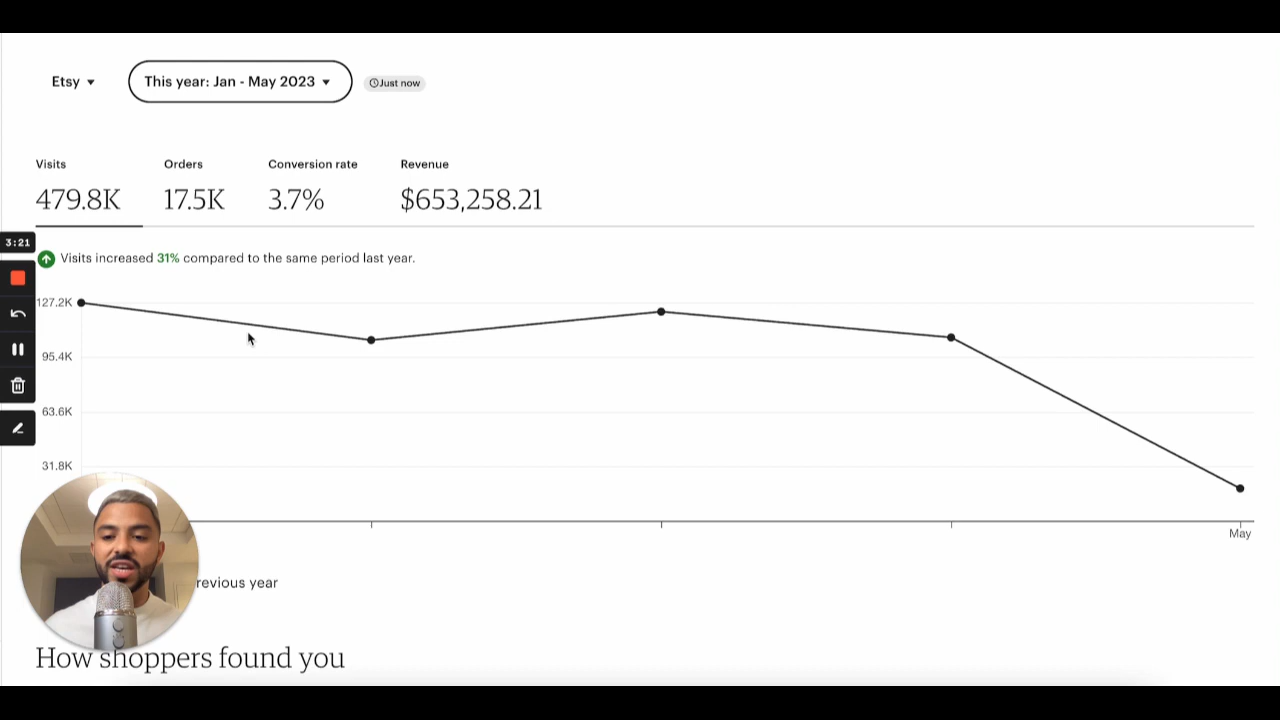 Etsy
This year: Jan - May 2023
Just now
Visits
Orders
Conversion rate
Revenue
479.8K
17.5K
3.7%
$653,258.21
3:21
Visits increased 31% compared to the same period last year.
127.2K
95.4K
63.6K
31.8K
May
revious year
How shoppers found you